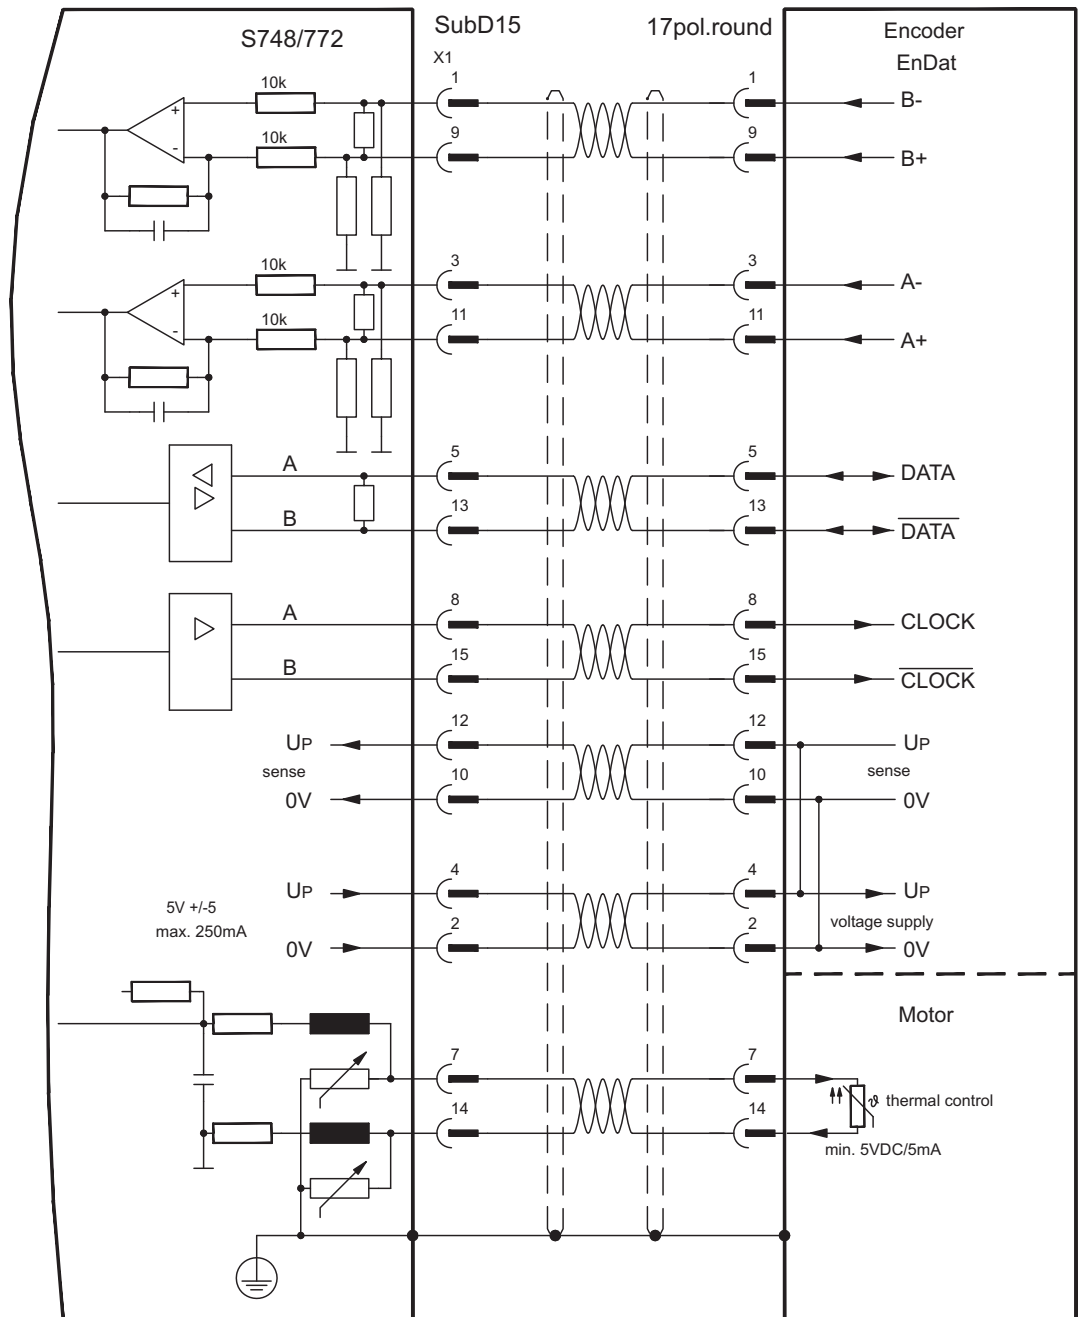 S748/772
SubD15
17pol.round
Encoder
EnDat
X1
10k
1
1
B-
10k
9
9
B+
+
-
10k
3
3
A-
10k
11
11
A+
+
-
A
5
5
DATA
B
13
13
DATA
A
8
8
CLOCK
B
15
15
CLOCK
UP
12
12
UP
sense
sense
0V
10
10
0V
UP
4
4
UP
5V +/-5
max. 250mA
voltage supply
0V
2
2
0V
Motor
7
7
14
14
ϑ thermal control
min. 5VDC/5mA